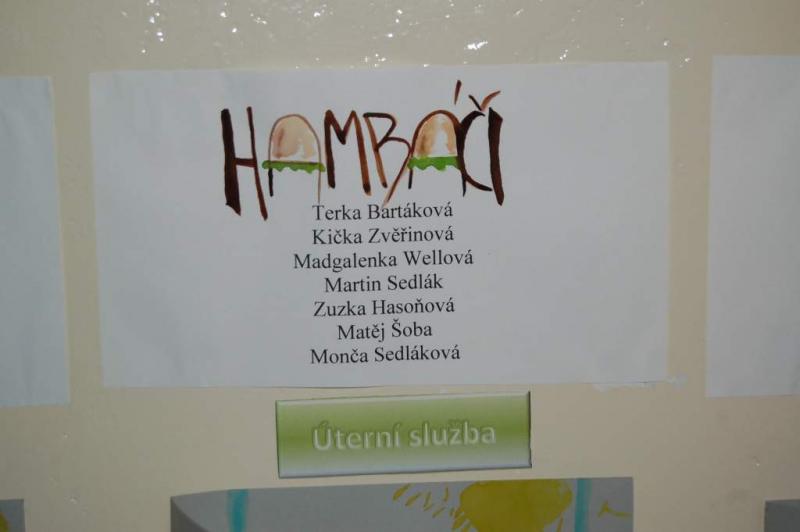 HAMBÁČI
Terka Bartáková
Kička Zvěřinová
Madgalenka Wellová
Martin Sedlák
Zuzka Hasoňová
Matěj Šoba
Monča Sedláková
Úterní služba